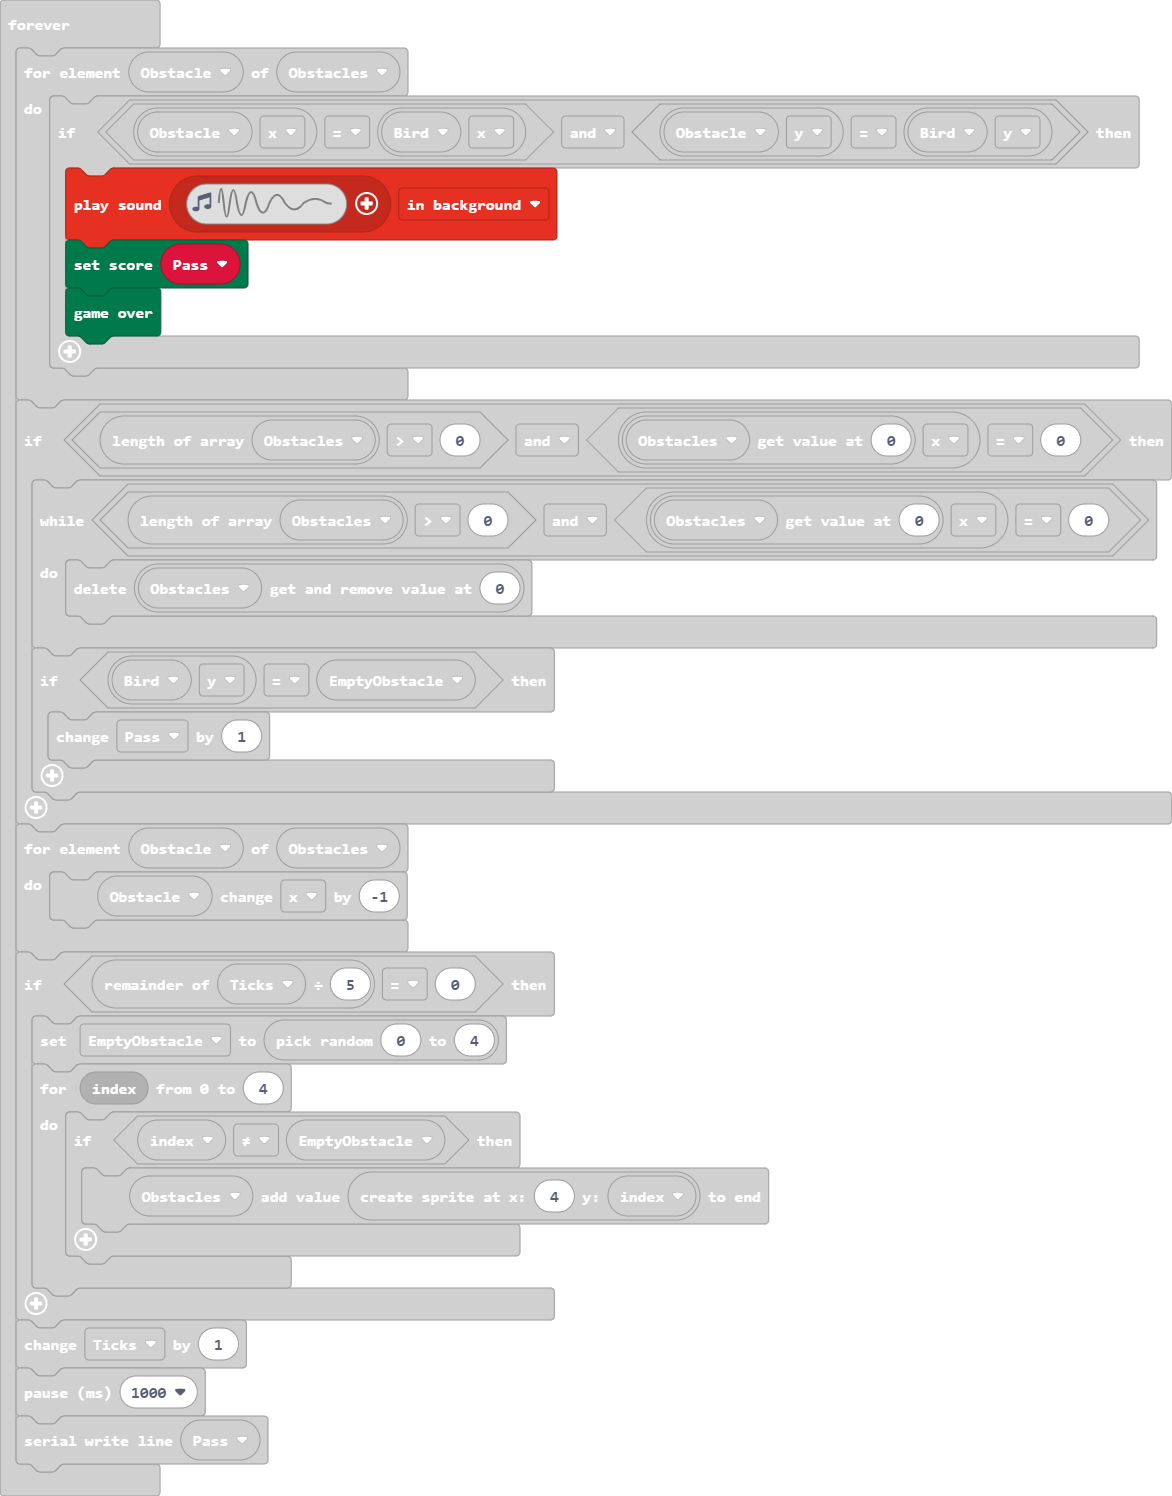 forever
for element Obstacle of Obstacles
do
if Obstacle x = Bird x and Obstacle y = Bird y then
play sound in background
set score Pass
game over
if length of array Obstacles > 0 and Obstacles get value at 0 x = 0 then
while length of array Obstacles > 0 and Obstacles get value at 0 x = 0
do
delete Obstacles get and remove value at 0
if Bird y = EmptyObstacle then
change Pass by 1
for element Obstacle of Obstacles
do
Obstacle change x by -1
if remainder of Ticks ÷ 5 = 0 then
set EmptyObstacle to pick random 0 to 4
for index from 0 to 4
do
if index ≠ EmptyObstacle then
Obstacles add value create sprite at x: 4 y: index to end
change Ticks by 1
pause (ms) 1000
serial write line Pass